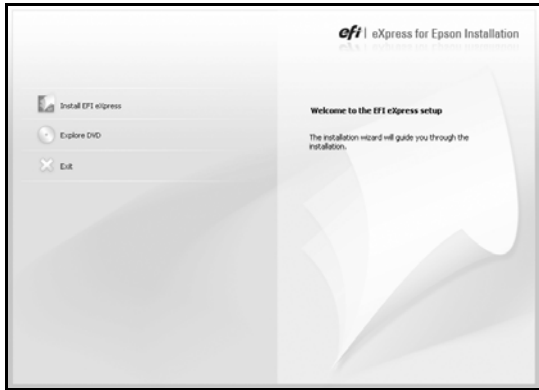 efi | eXpress for Epson Installation
Install EFI eXpress
Explore DVD
Exit
Welcome to the EFI eXpress setup
The installation wizard will guide you through the
installation.